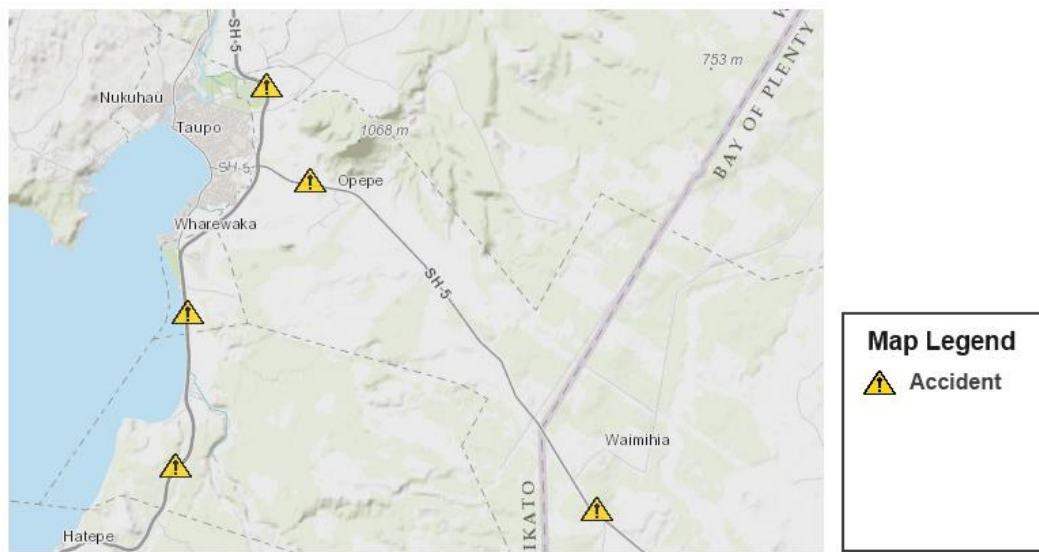 SH-5
753 m
Nukuhau
Taupo
1068 m
BAY OF PLENTY
SH-5
Opepe
Wharewaka
SH-5
Map Legend
Accident
Waimihia
IKATO
Hatepe